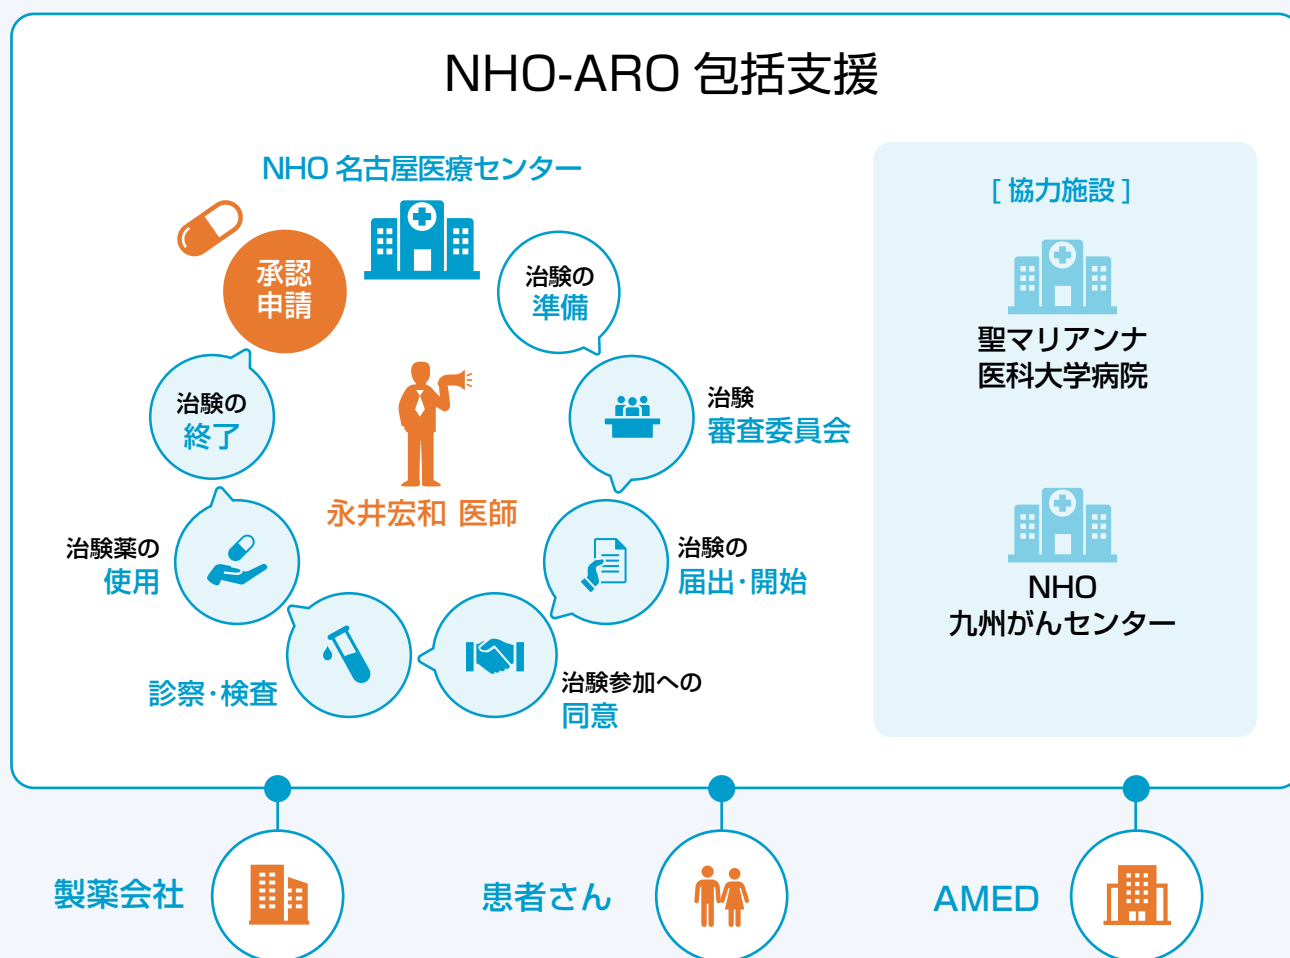 NHO-ARO 包括支援
NHO 名古屋医療センター
承認
申請
治験の
準備
治験
審査委員会
治験の
届出・開始
治験参加への
同意
診察・検査
治験薬の
使用
治験の
終了
永井宏和 医師
[ 協力施設 ]
聖マリアンナ
医科大学病院
NHO
九州がんセンター
製薬会社
患者さん
AMED